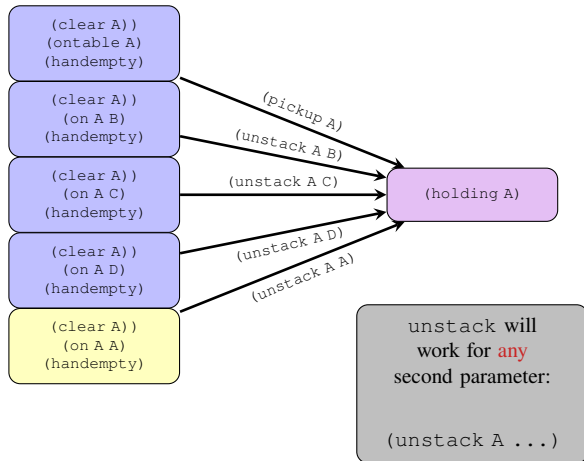 (clear A))
(ontable A)
(handempty)
(clear A))
(on A B)
(handempty)
(clear A))
(on A C)
(handempty)
(clear A))
(on A D)
(handempty)
(clear A))
(on A A)
(handempty)
(pickup A)
(unstack A B)
(unstack A C)
(unstack A D)
(unstack A A)
(holding A)
unstack will
work for any
second parameter:
(unstack A ...)